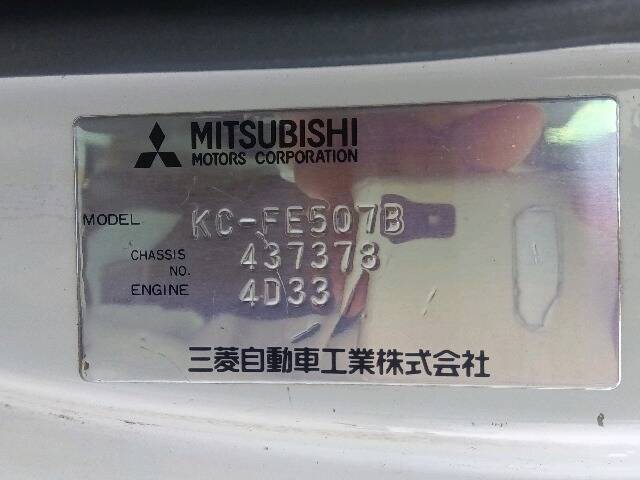 MITSUBISHI
MOTORS CORPORATION
MODEL KC-FE507B
CHASSIS NO. 437378
ENGINE 4D33
三菱自動車工業株式会社